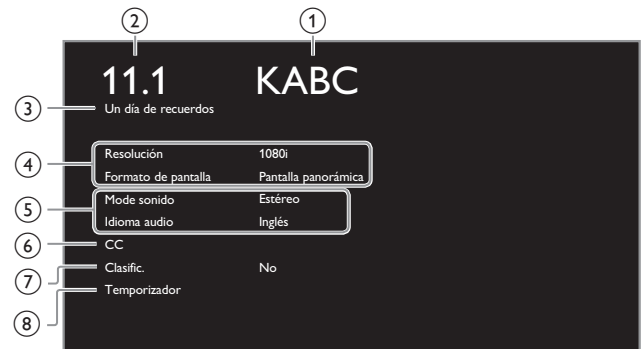 ② ①
11.1 KABC
③ Un día de recuerdos
④ Resolución 1080i
Formato de pantalla Pantalla panorámica
⑤ Mode sonido Estéreo
Idioma audio Inglés
⑥ CC
⑦ Clasific. No
⑧ Temporizador